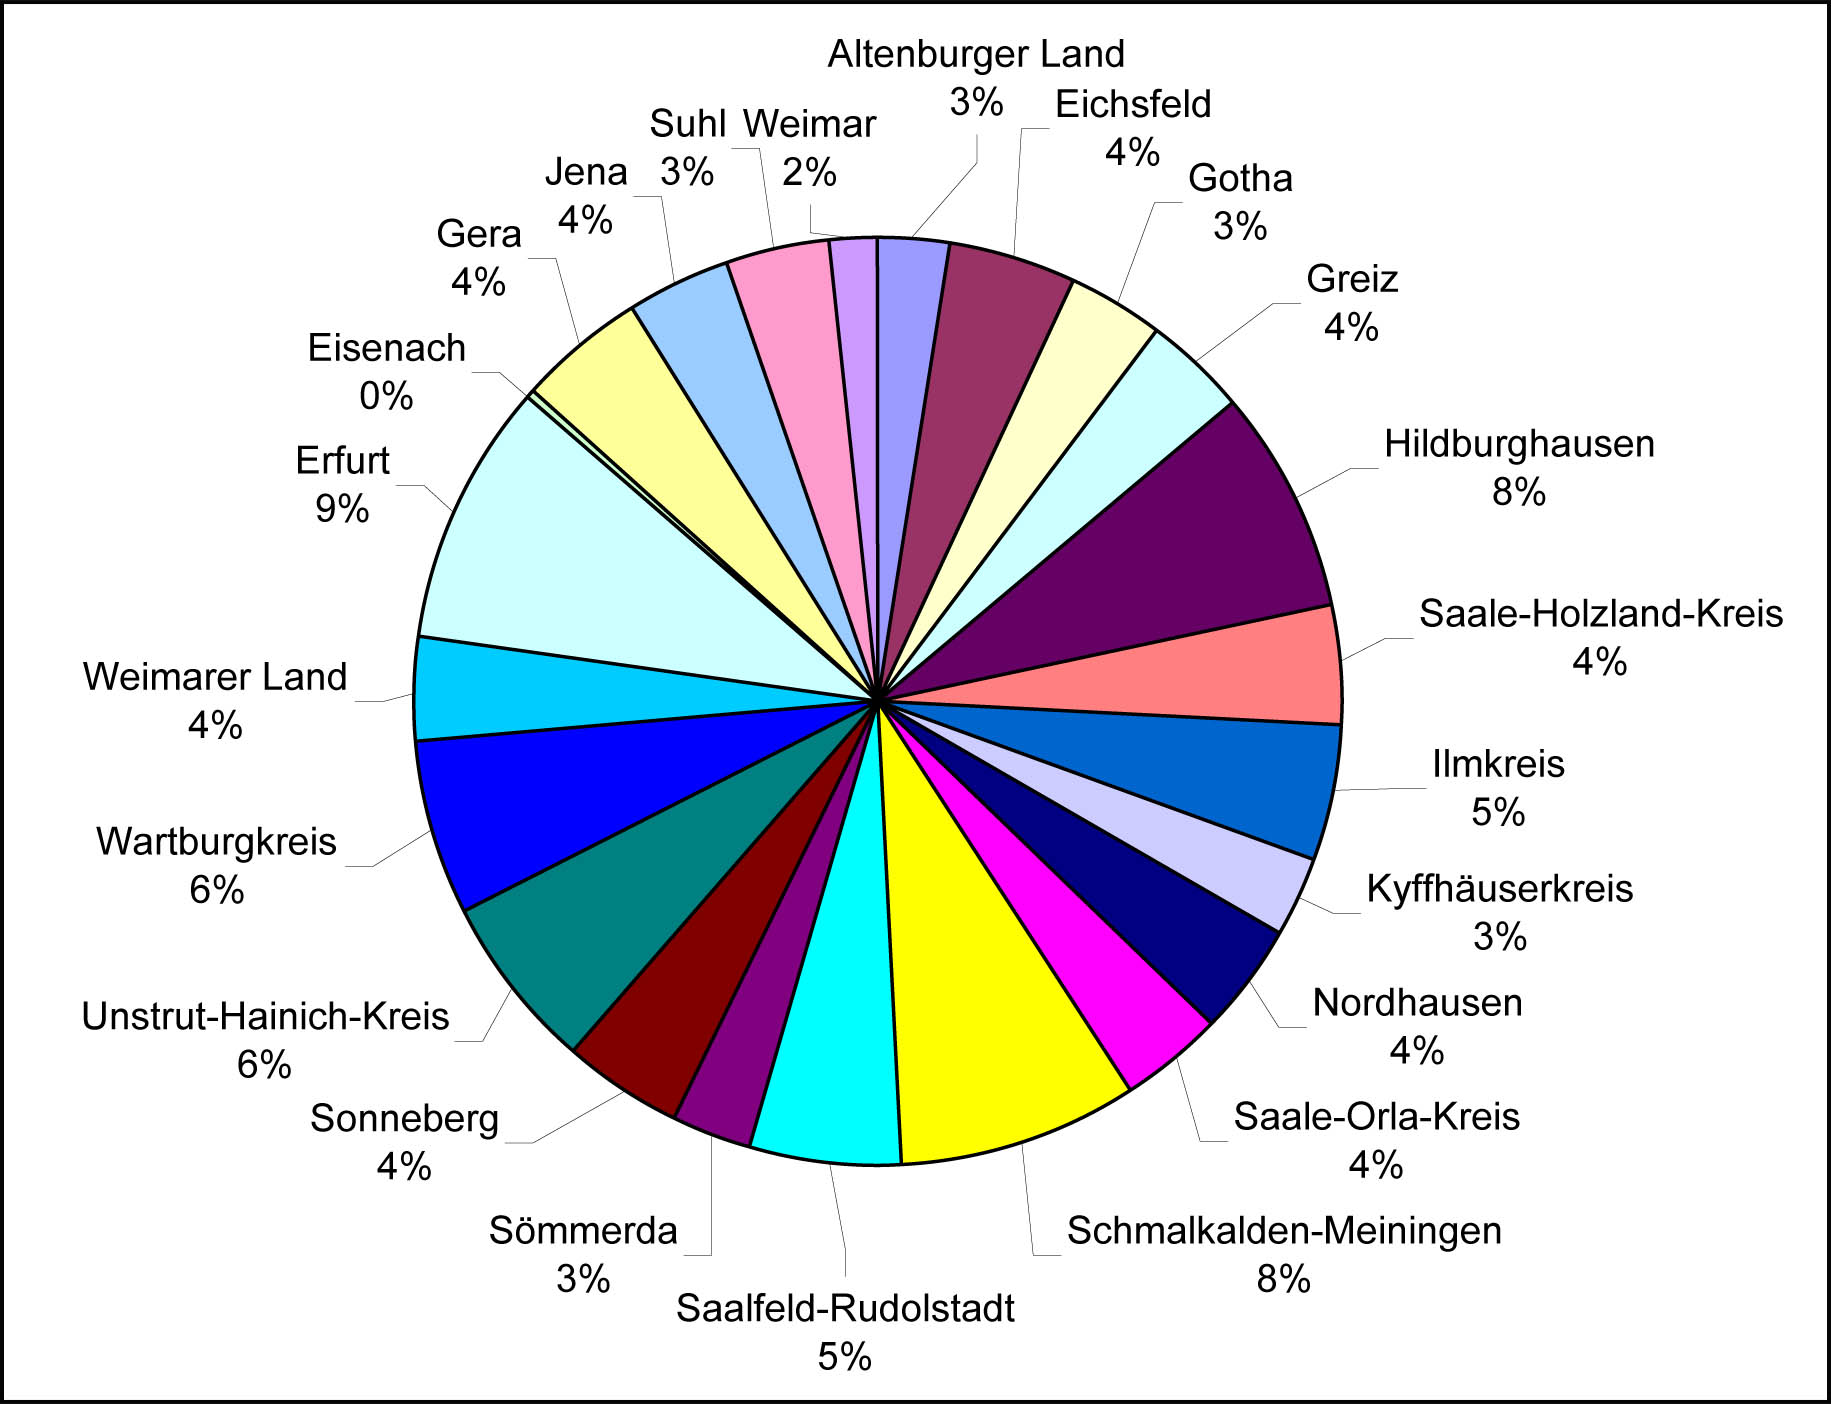 Altenburger Land
3%
Eichsfeld
4%
Gotha
3%
Greiz
4%
Hildburghausen
8%
Saale-Holzland-Kreis
4%
Ilmkreis
5%
Kyffhäuserkreis
3%
Nordhausen
4%
Saale-Orla-Kreis
4%
Schmalkalden-Meiningen
8%
Saalfeld-Rudolstadt
5%
Sömmerda
3%
Sonneberg
4%
Unstrut-Hainich-Kreis
6%
Wartburgkreis
6%
Weimarer Land
4%
Erfurt
9%
Eisenach
0%
Gera
4%
Jena
4%
Suhl
3%
Weimar
2%